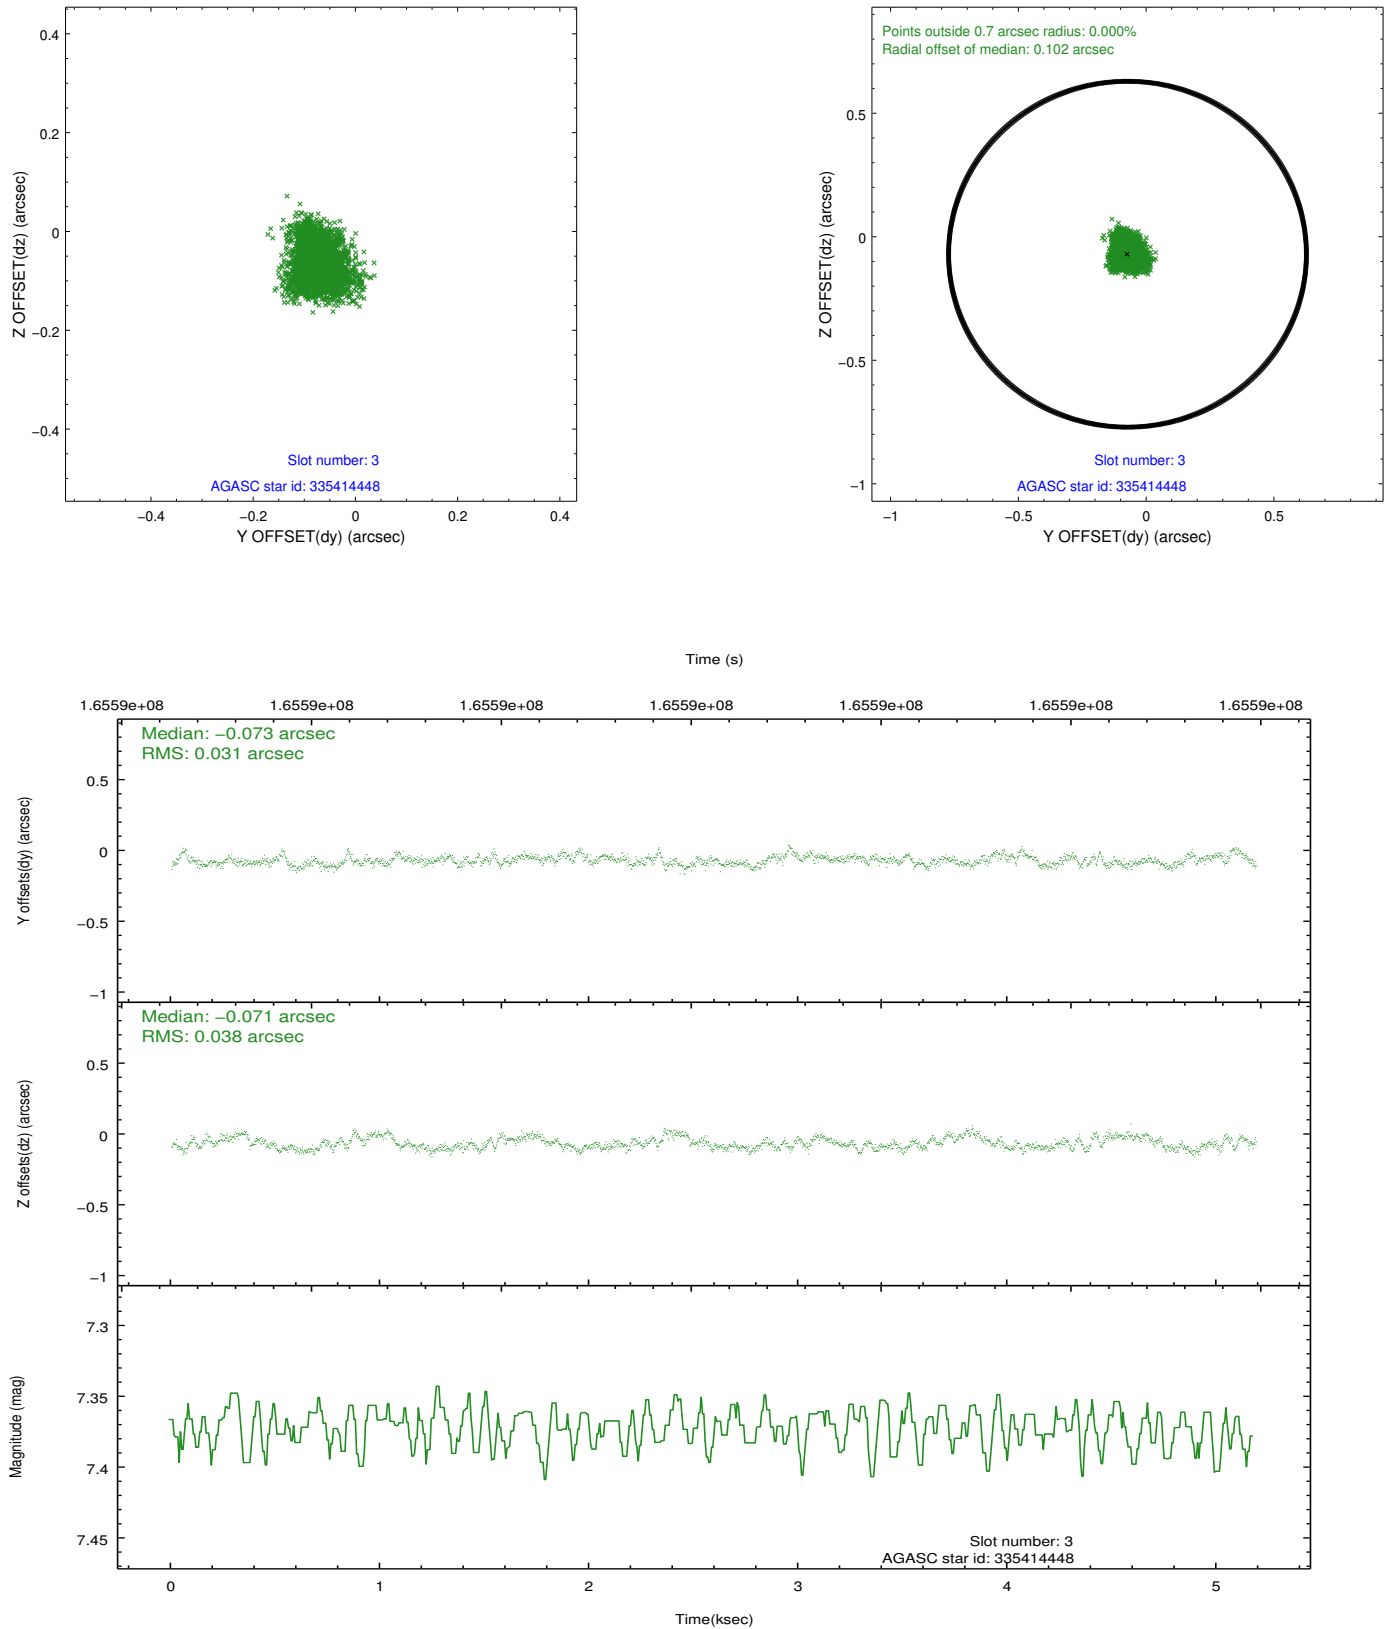 0.4
0.2
0
−0.2
−0.4
Z OFFSET(dz) (arcsec)
Slot number: 3
AGASC star id: 335414448
−0.4 −0.2 0 0.2 0.4
Y OFFSET(dy) (arcsec)
Points outside 0.7 arcsec radius: 0.000%
Radial offset of median: 0.102 arcsec
0.5
0
−0.5
−1
Z OFFSET(dz) (arcsec)
Slot number: 3
AGASC star id: 335414448
−1 −0.5 0 0.5
Y OFFSET(dy) (arcsec)
Time (s)
1.6559e+08 1.6559e+08 1.6559e+08 1.6559e+08 1.6559e+08 1.6559e+08 1.6559e+08
Median: −0.073 arcsec
RMS: 0.031 arcsec
0.5
0
−0.5
−1
Y offsets(dy) (arcsec)
Median: −0.071 arcsec
RMS: 0.038 arcsec
0.5
0
−0.5
−1
Z offsets(dz) (arcsec)
7.3
7.35
7.4
7.45
Magnitude (mag)
Slot number: 3
AGASC star id: 335414448
0 1 2 3 4 5
Time(ksec)